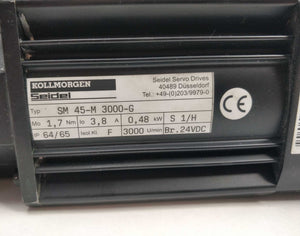 KOLLMORGEN
Seidel
Seidel Servo Drives
40489 Düsseldorf
Tel. +49-(0)203/9979-0
Typ SM 45-M 3000-G
Mo 1,7 Nm Io 3,8 A 0,48 kW S 1/H
IP 64/65 Isol.Kl F 3000 U/min Br.24VDC
CE